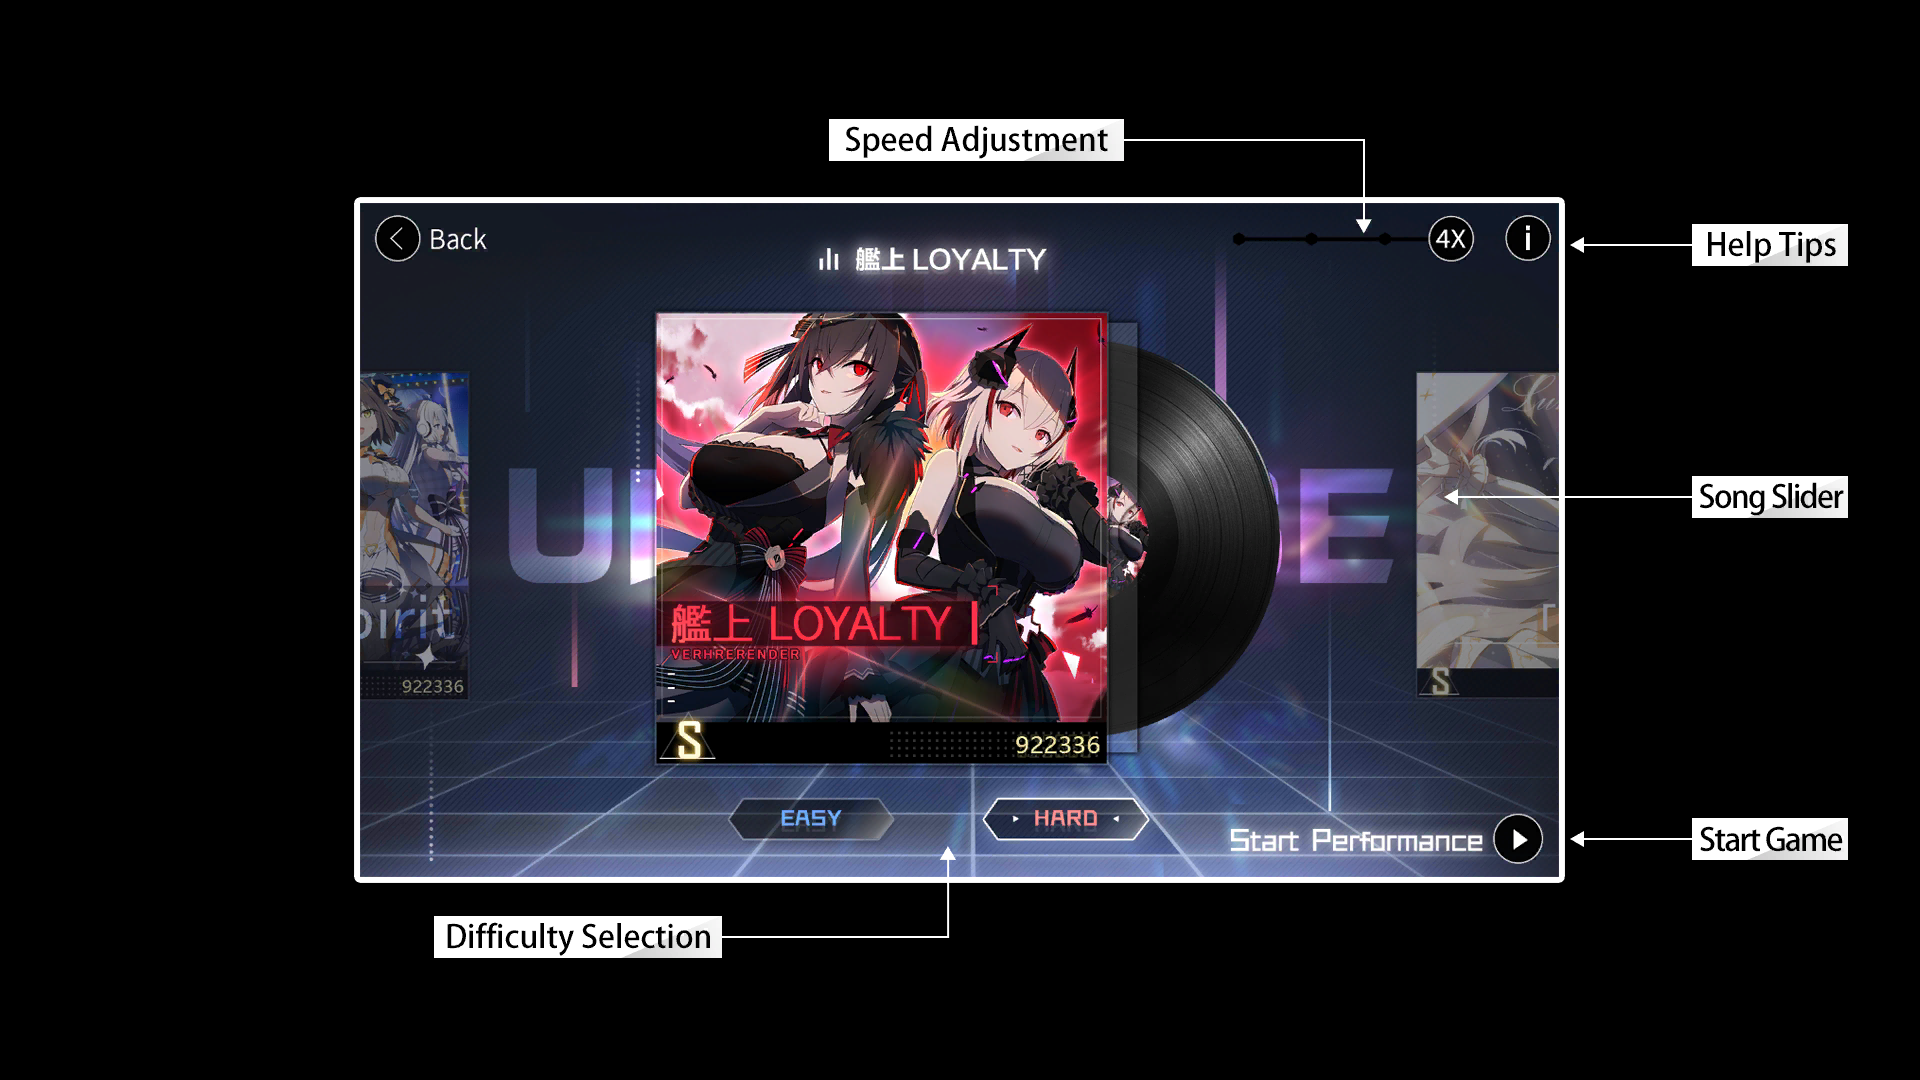 Speed Adjustment
Back
艦上 LOYALTY
4X
i
Help Tips
Song Slider
艦上 LOYALTY
VERHRERENDER
pirit
922336
S
922336
S
EASY
HARD
Start Performance
Start Game
Difficulty Selection